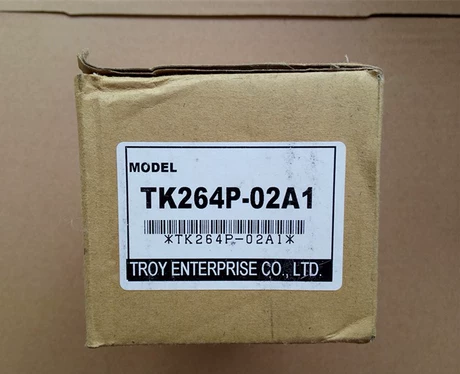 MODEL
TK264P-02A1
*TK264P-02A1*
TROY ENTERPRISE CO., LTD.